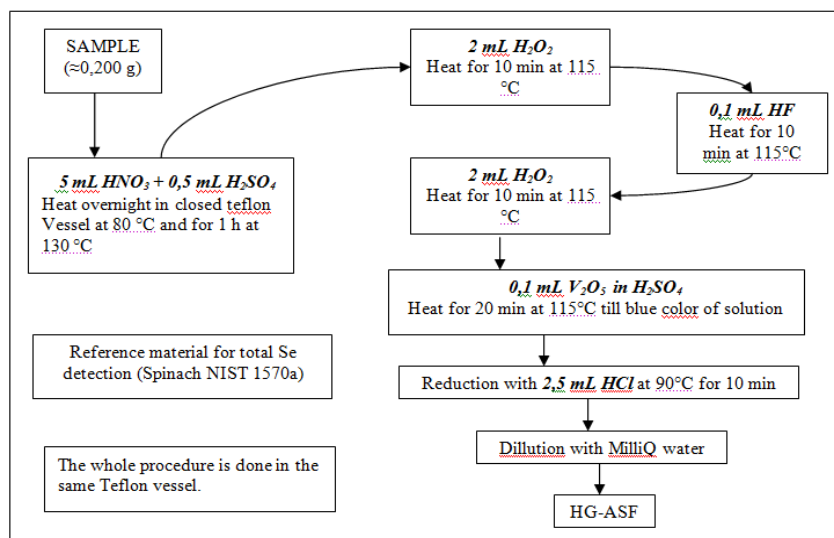 SAMPLE
(≈0,200 g)
5 mL HNO₃ + 0,5 mL H₂SO₄
Heat overnight in closed teflon
Vessel at 80 °C and for 1 h at
130 °C
2 mL H₂O₂
Heat for 10 min at 115
°C
0,1 mL HF
Heat for 10
min at 115°C
2 mL H₂O₂
Heat for 10 min at 115
°C
0,1 mL V₂O₅ in H₂SO₄
Heat for 20 min at 115°C till blue color of solution
Reduction with 2,5 mL HCl at 90°C for 10 min
Dillution with MilliQ water
HG-ASF
Reference material for total Se
detection (Spinach NIST 1570a)
The whole procedure is done in the
same Teflon vessel.